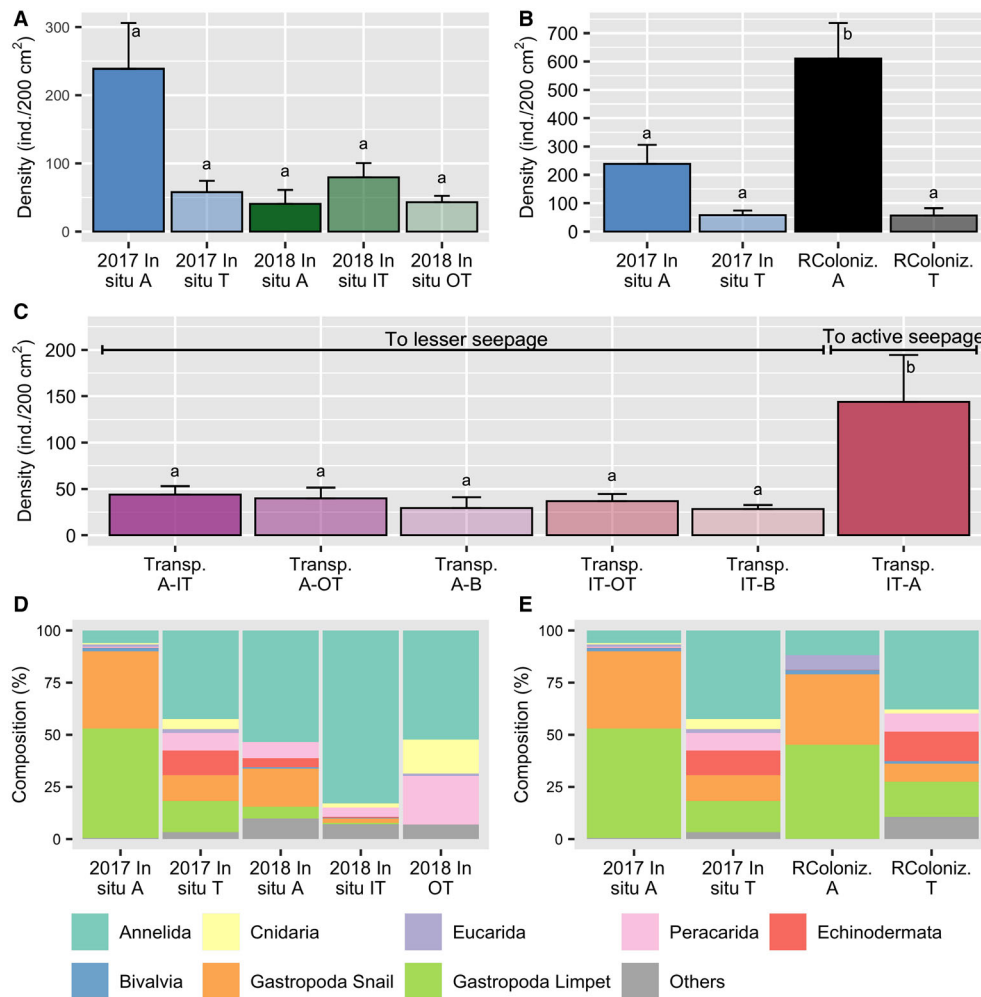 A
B
Density (ind./200 cm²)
300
200
100
0
a
a
a
a
a
2017 In situ A
2017 In situ T
2018 In situ A
2018 In situ IT
2018 In situ OT
Density (ind./200 cm²)
700
600
500
400
300
200
100
0
a
a
b
a
2017 In situ A
2017 In situ T
RColoniz. A
RColoniz. T
C
Density (ind./200 cm²)
200
150
100
50
0
To lesser seepage
To active seepage
a
a
a
a
a
b
Transp. A-IT
Transp. A-OT
Transp. A-B
Transp. IT-OT
Transp. IT-B
Transp. IT-A
D
Composition (%)
100
75
50
25
0
2017 In situ A
2017 In situ T
2018 In situ A
2018 In situ IT
2018 In OT
E
Composition (%)
100
75
50
25
0
2017 In situ A
2017 In situ T
RColoniz. A
RColoniz. T
Annelida
Cnidaria
Eucarida
Peracarida
Echinodermata
Bivalvia
Gastropoda Snail
Gastropoda Limpet
Others